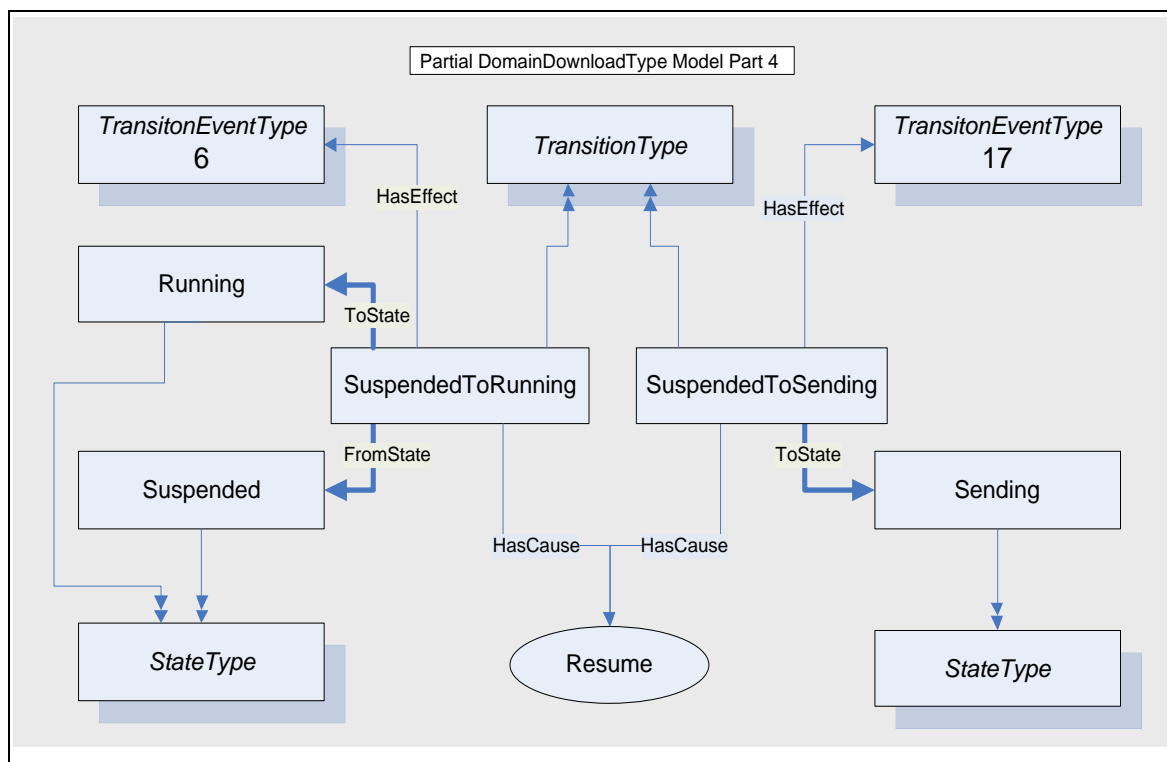 Partial DomainDownloadType Model Part 4
TransitonEventType
6
TransitionType
TransitonEventType
17
HasEffect
HasEffect
Running
ToState
SuspendedToRunning
SuspendedToSending
FromState
ToState
Suspended
Sending
HasCause
HasCause
StateType
Resume
StateType